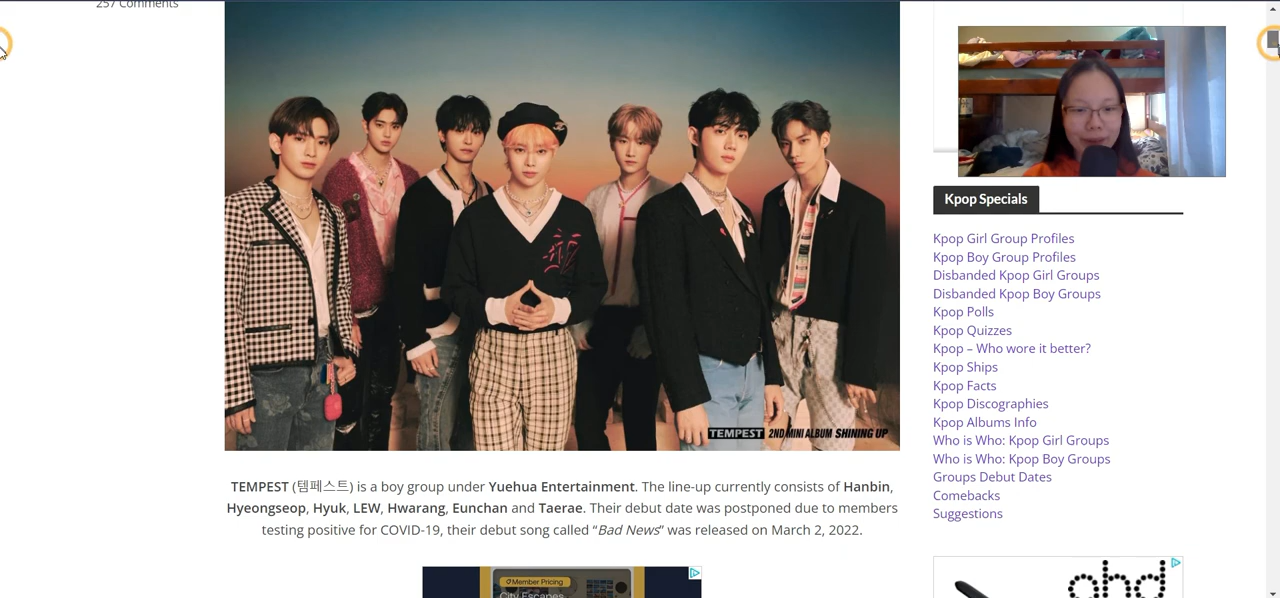 257 Comments
TEMPEST 2ND MINI ALBUM SHINING UP
TEMPEST (템페스트) is a boy group under Yuehua Entertainment. The line-up currently consists of Hanbin,
Hyeongseop, Hyuk, LEW, Hwarang, Eunchan and Taerae. Their debut date was postponed due to members
testing positive for COVID-19, their debut song called “Bad News” was released on March 2, 2022.
Member Pricing
City Escapes
Kpop Specials
Kpop Girl Group Profiles
Kpop Boy Group Profiles
Disbanded Kpop Girl Groups
Disbanded Kpop Boy Groups
Kpop Polls
Kpop Quizzes
Kpop – Who wore it better?
Kpop Ships
Kpop Facts
Kpop Discographies
Kpop Albums Info
Who is Who: Kpop Girl Groups
Who is Who: Kpop Boy Groups
Groups Debut Dates
Comebacks
Suggestions
ghd